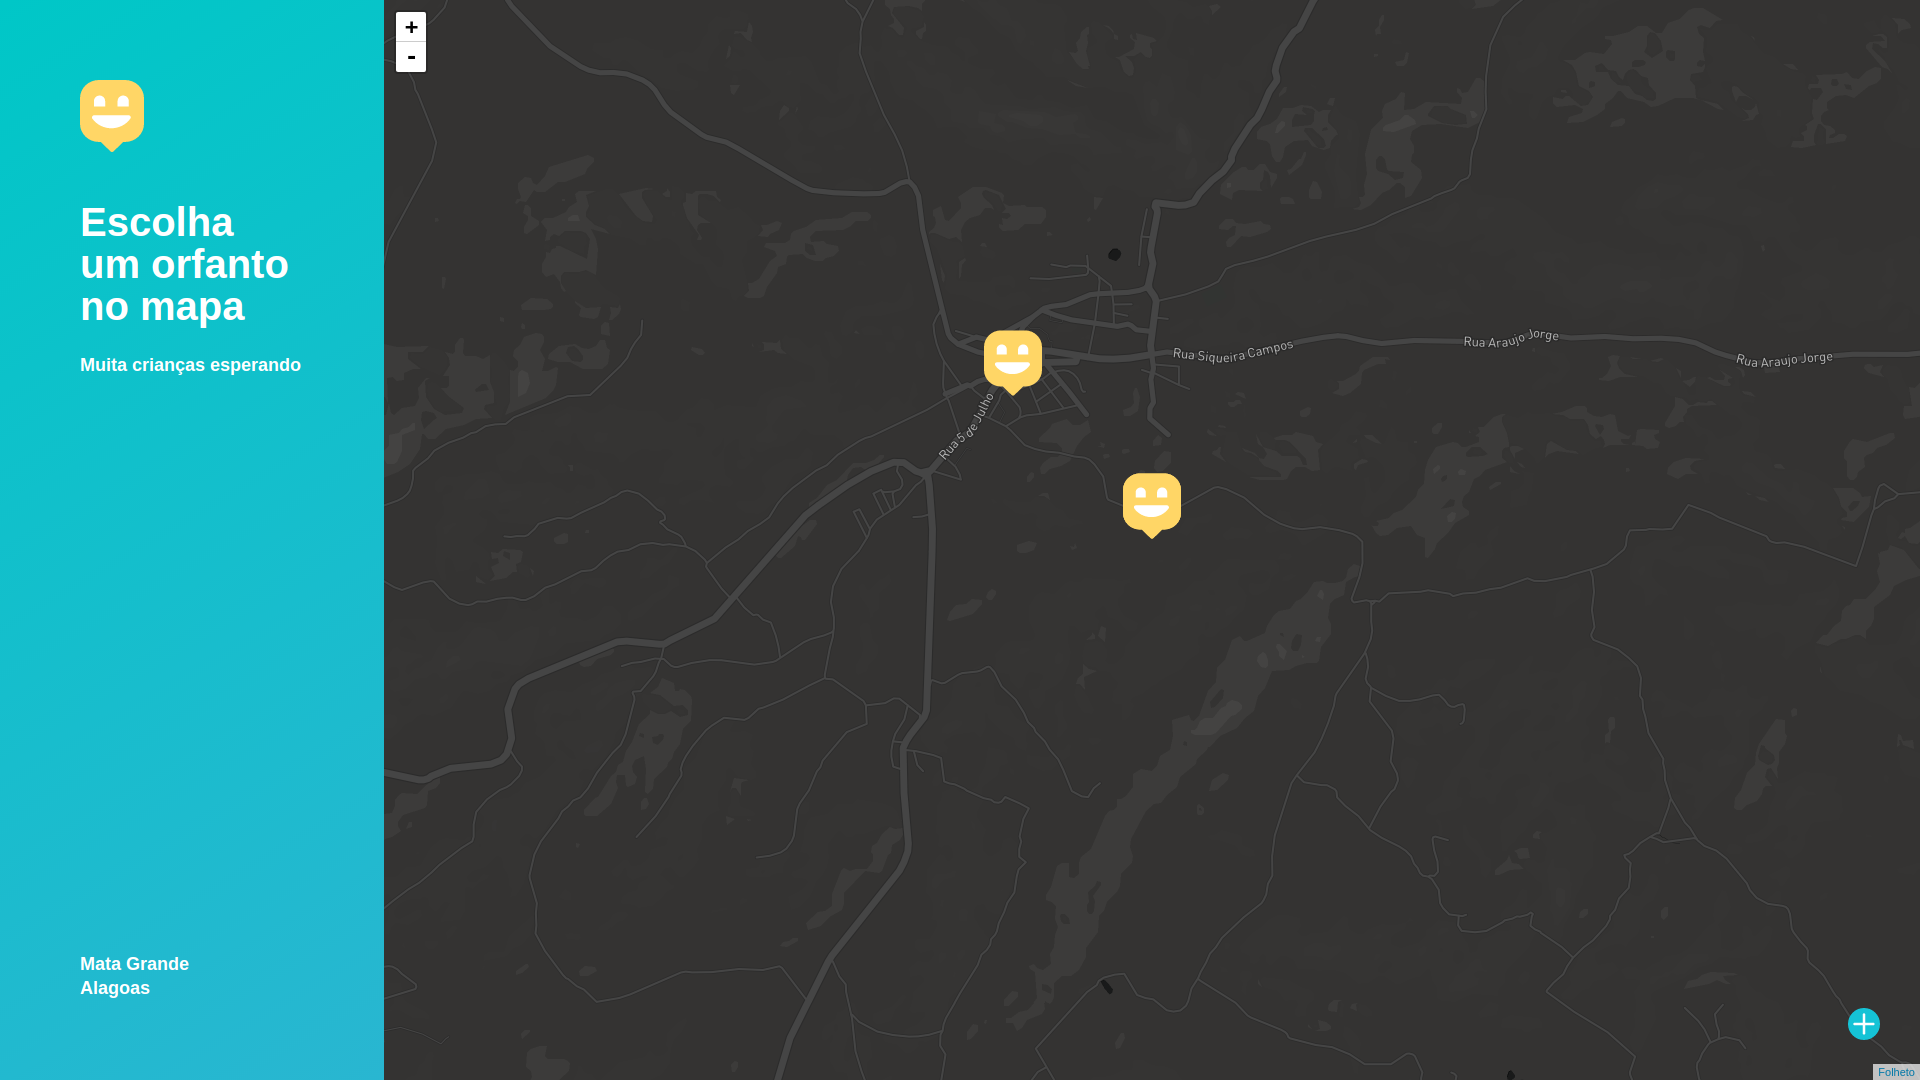 +
-
Escolha
um orfanto
no mapa
Muita crianças esperando
Rua Siqueira Campos
Rua Araujo Jorge
Rua Araujo Jorge
Rua 5 de Julho
Mata Grande
Alagoas
Folheto